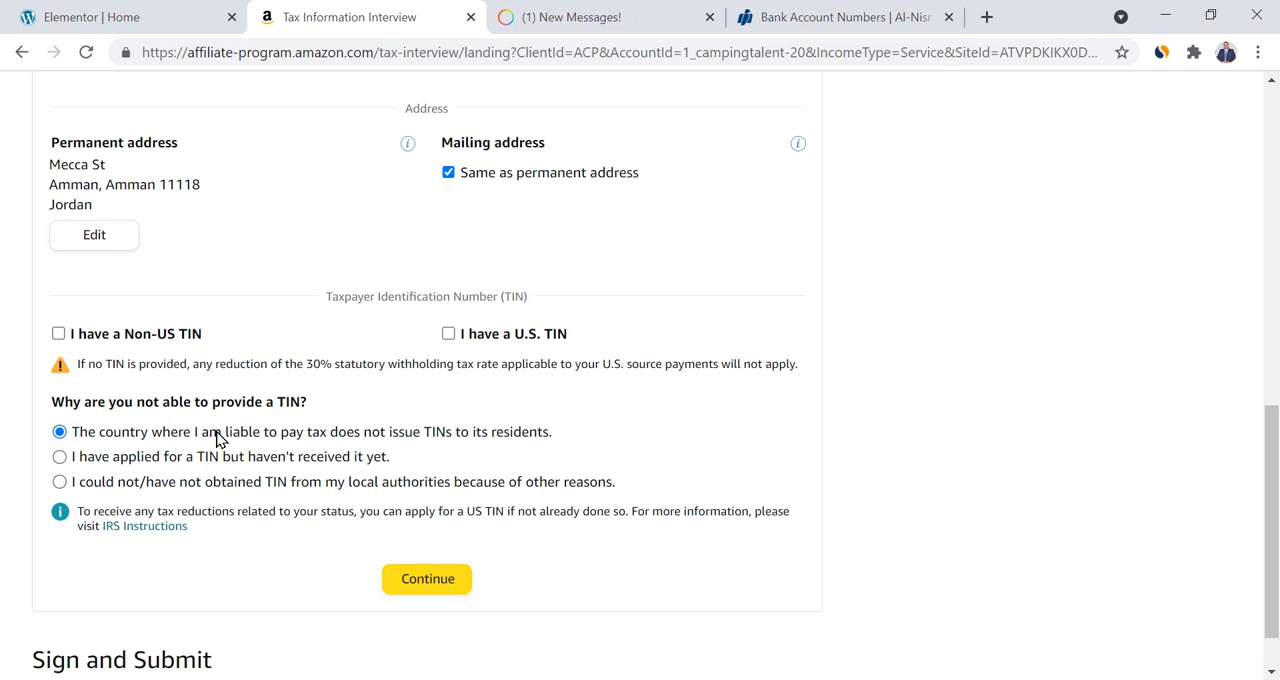 Elementor | Home
Tax Information Interview
(1) New Messages!
Bank Account Numbers | Al-Nisr
https://affiliate-program.amazon.com/tax-interview/landing?ClientId=ACP&AccountId=1_campingtalent-20&IncomeType=Service&SiteId=ATVPDKIKX0D...
Address
Permanent address
Mailing address
Mecca St
Same as permanent address
Amman, Amman 11118
Jordan
Edit
Taxpayer Identification Number (TIN)
I have a Non-US TIN
I have a U.S. TIN
If no TIN is provided, any reduction of the 30% statutory withholding tax rate applicable to your U.S. source payments will not apply.
Why are you not able to provide a TIN?
The country where I am liable to pay tax does not issue TINs to its residents.
I have applied for a TIN but haven't received it yet.
I could not/have not obtained TIN from my local authorities because of other reasons.
To receive any tax reductions related to your status, you can apply for a US TIN if not already done so. For more information, please
visit IRS Instructions
Continue
Sign and Submit